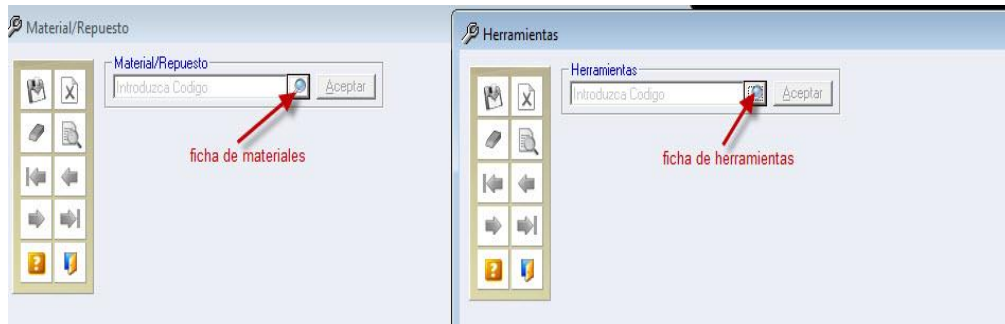 Material/Repuesto
Material/Repuesto
Introduzca Codigo
Aceptar
ficha de materiales
Herramientas
Herramientas
Introduzca Codigo
Aceptar
ficha de herramientas